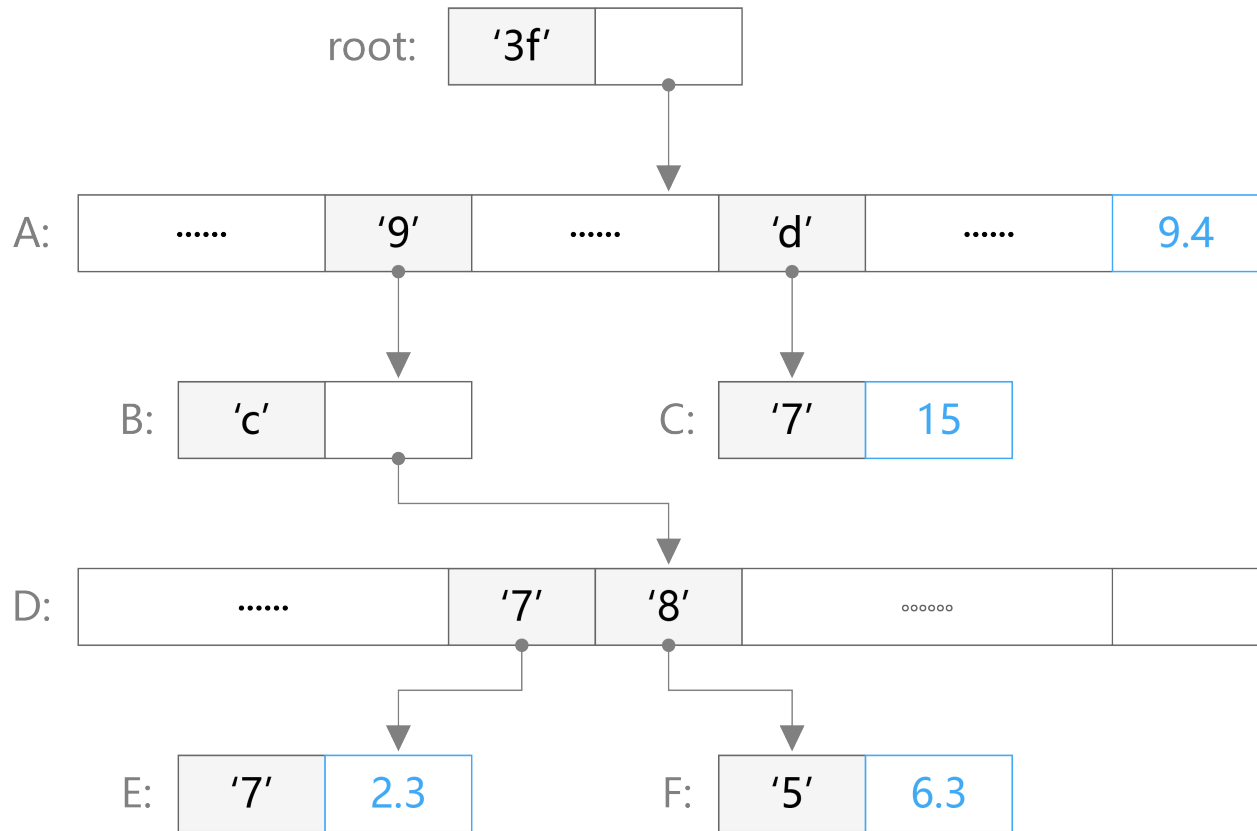 root: ‘3f’
A: ...... ‘9’ ...... ‘d’ ...... 9.4
B: ‘c’ C: ‘7’ 15
D: ...... ‘7’ ‘8’ ∘∘∘∘∘∘
E: ‘7’ 2.3 F: ‘5’ 6.3